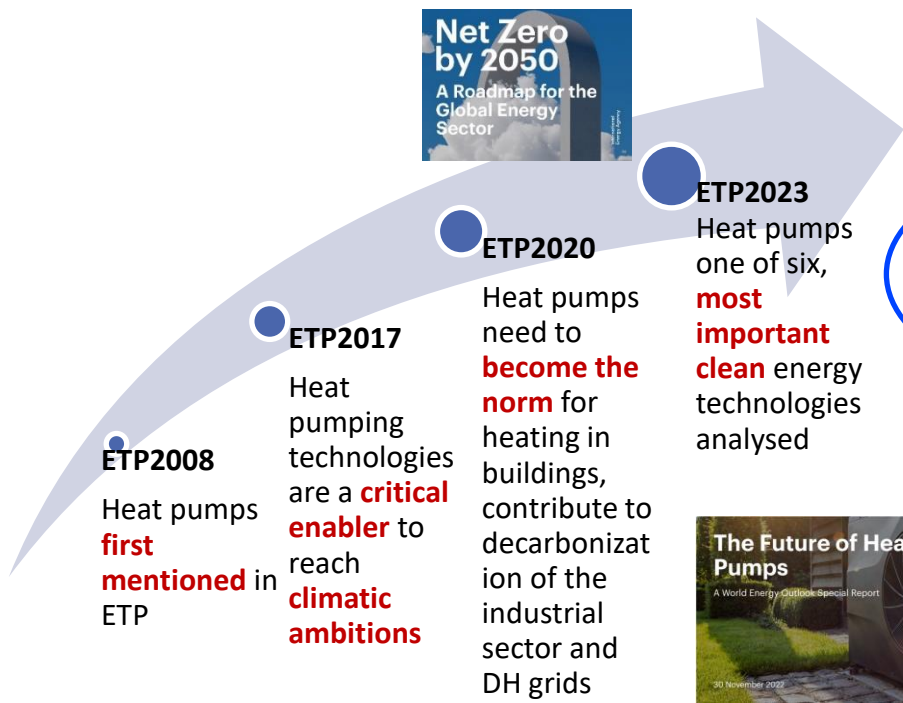 Net Zero
by 2050
A Roadmap for the
Global Energy
Sector
International
Energy Agency
ETP2008
Heat pumps
first
mentioned in
ETP
ETP2017
Heat
pumping
technologies
are a critical
enabler to
reach
climatic
ambitions
ETP2020
Heat pumps
need to
become the
norm for
heating in
buildings,
contribute to
decarbonizat
ion of the
industrial
sector and
DH grids
ETP2023
Heat pumps
one of six,
most
important
clean energy
technologies
analysed
The Future of Hea
Pumps
A World Energy Outlook Special Report
30 November 2022